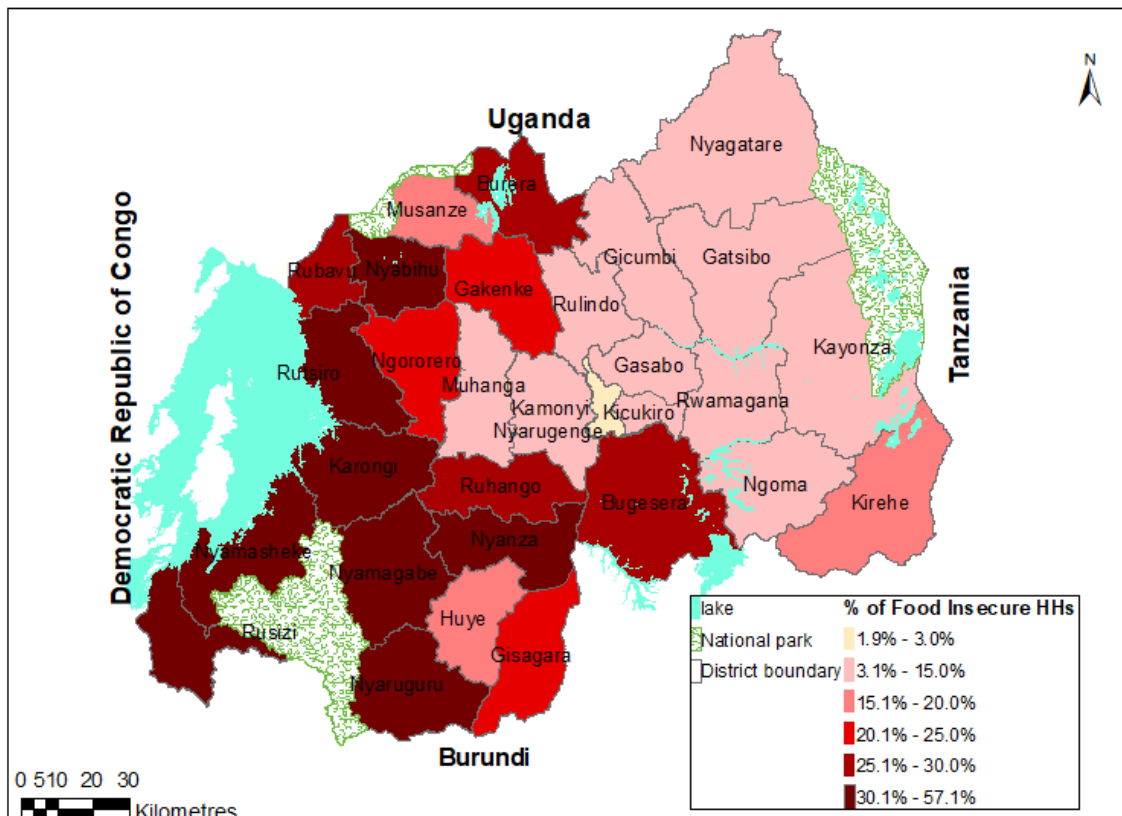 N
Uganda
Nyagatare
Burera
Musanze
Democratic Republic of Congo
Rubavu
Nyabihu
Gicumbi
Gatsibo
Gakenke
Rulindo
Tanzania
Rutsiro
Ngororero
Gasabo
Kayonza
Muhanga
Kamonyi
Kicukiro
Rwamagana
Nyarugenge
Karongi
Ruhango
Bugesera
Ngoma
Kirehe
Nyamasheke
Nyanza
Nyamagabe
Huye
Rusizi
Gisagara
Nyaruguru
Burundi
lake
National park
District boundary
% of Food Insecure HHs
1.9% - 3.0%
3.1% - 15.0%
15.1% - 20.0%
20.1% - 25.0%
25.1% - 30.0%
30.1% - 57.1%
0 510 20 30
Kilometres